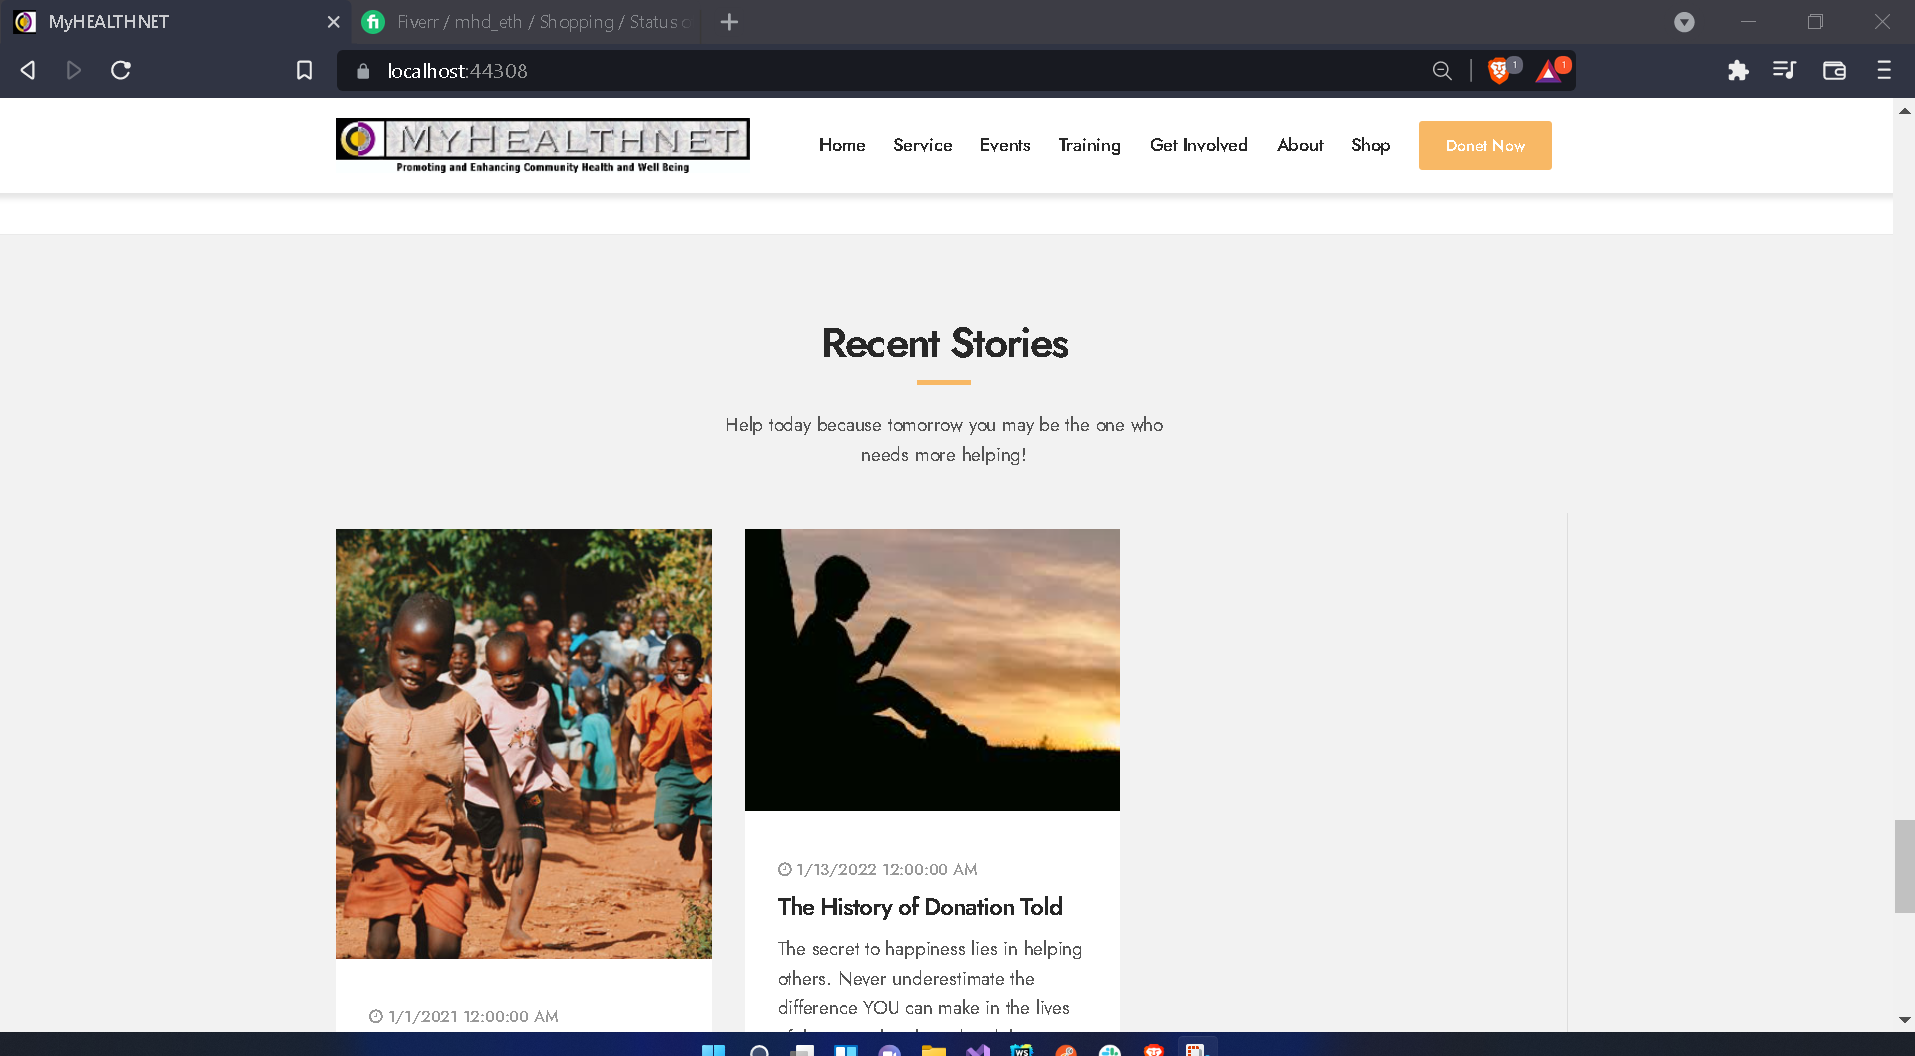 MyHEALTHNET
Fiverr / mhd_eth / Shopping / Status o
localhost:44308
1
1
MYHEALTHNET
Promoting and Enhancing Community Health and Well Being
Home Service Events Training Get Involved About Shop Donet Now
Recent Stories
Help today because tomorrow you may be the one who
needs more helping!
1/13/2022 12:00:00 AM
The History of Donation Told
The secret to happiness lies in helping
others. Never underestimate the
difference YOU can make in the lives
1/1/2021 12:00:00 AM
WS